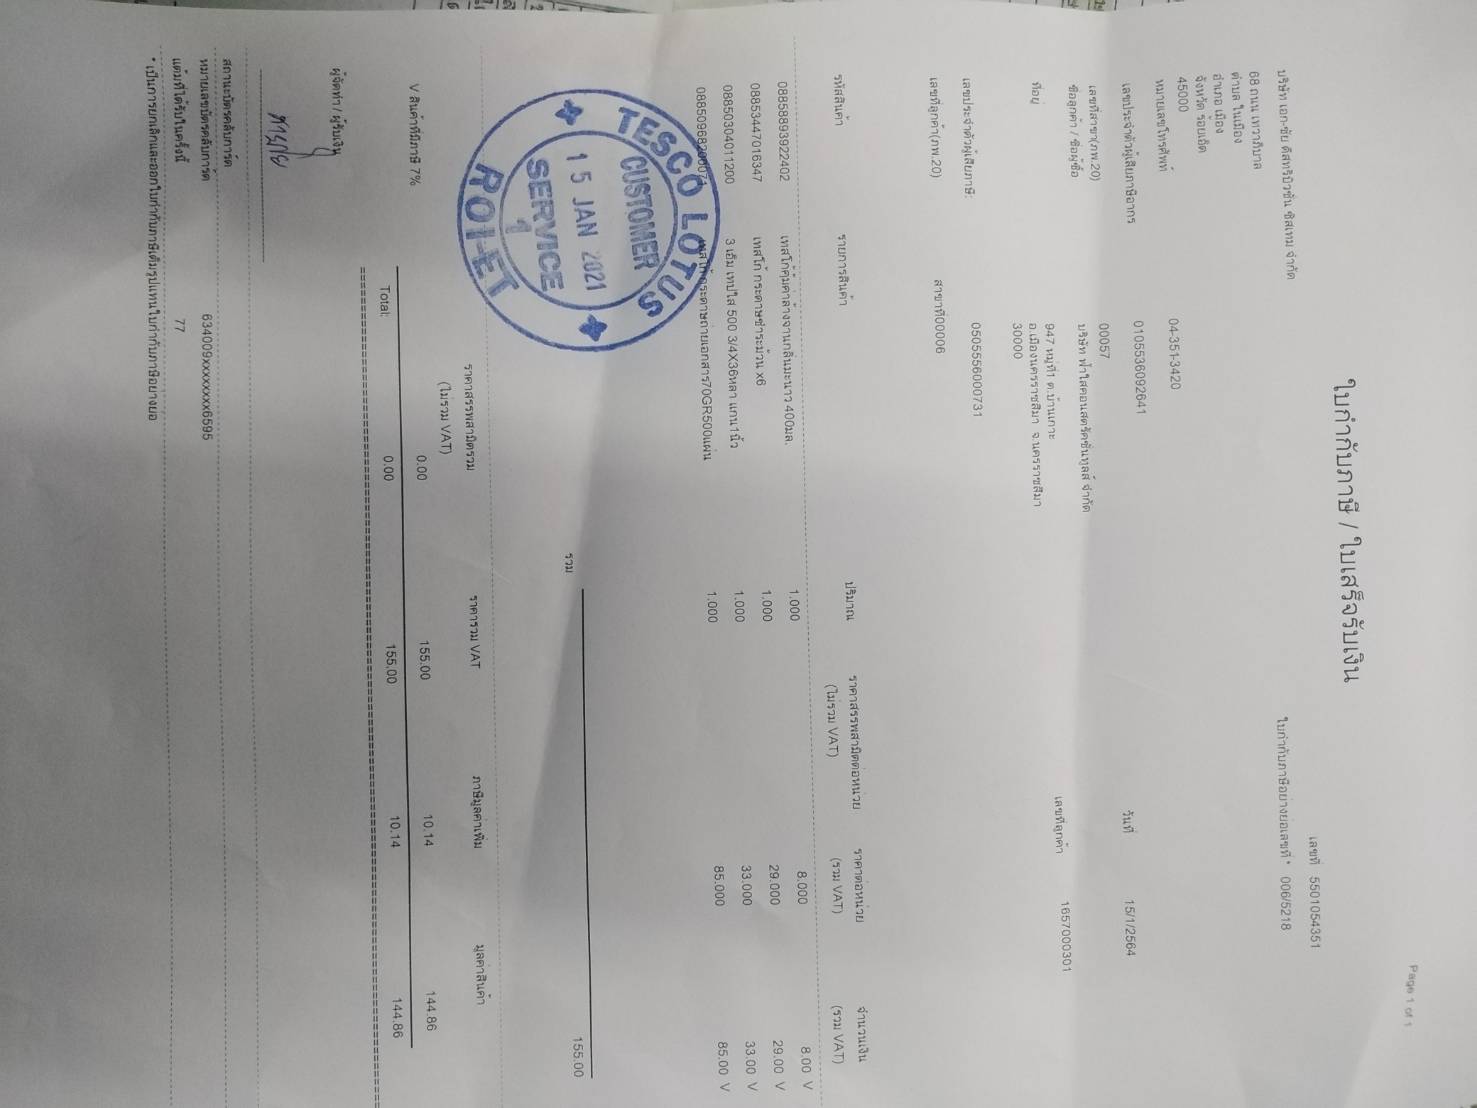 Page 1 of 1
ใบกำกับภาษี / ใบเสร็จรับเงิน
เลขที่ 5501054351
บริษัท เอก-ชัย ดีสทริบิวชั่น ซิสเทม จำกัด
ใบกำกับภาษีอย่างย่อเลขที่ * 006/5218
68 ถนน เทวาภิบาล
ตำบล ในเมือง
อำเภอ เมือง
จังหวัด ร้อยเอ็ด
45000
หมายเลขโทรศัพท์ 04-351-3420
เลขประจำตัวผู้เสียภาษีอากร 0105536092641
วันที่ 15/1/2564
เลขที่สาขา(ภพ.20) 00057
ชื่อลูกค้า / ชื่อผู้ซื้อ บริษัท ฟ้าใสคอนสตรัคชั่นทูลส์ จำกัด
เลขที่ลูกค้า 1657000301
ที่อยู่ 947 หมู่ที่1 ต.บ้านเกาะ
อ.เมืองนครราชสีมา จ.นครราชสีมา
30000
เลขประจำตัวผู้เสียภาษี: 0505556000731
เลขที่ลูกค้า(ภพ.20) สาขาที่00006
รหัสสินค้า รายการสินค้า ปริมาณ ราคาสรรพสามิตต่อหน่วย ราคาต่อหน่วย จำนวนเงิน
(ไม่รวม VAT) (รวม VAT) (รวม VAT)
08858893922402 เทสโก้คุ้มค่าล้างจานกลิ่นมะนาว 400มล. 1.000 8.000 8.00 V
08853447016347 เทสโก้ กระดาษชำระม้วน x6 1.000 29.000 29.00 V
08850304011200 3 เอ็ม เทปใส 500 3/4X36หลา แกน1นิ้ว 1.000 33.000 33.00 V
08850968206071 เทสโก้ กระดาษถ่ายเอกสาร70GR500แผ่น 1.000 85.000 85.00 V
TESCO LOTUS
CUSTOMER
15 JAN 2021
SERVICE
1
ROI-ET
รวม 155.00
ราคาสรรพสามิตรวม ราคารวม VAT ภาษีมูลค่าเพิ่ม มูลค่าสินค้า
(ไม่รวม VAT)
V สินค้าที่มีภาษี 7% 0.00 155.00 10.14 144.86
Total: 0.00 155.00 10.14 144.86
ผู้จัดทำ / ผู้รับเงิน
สถานะบัตรคลับการ์ด
หมายเลขบัตรคลับการ์ด 634009xxxxxxxx6595
แต้มที่ได้รับในครั้งนี้ 77
* เป็นการยกเลิกและออกใบกำกับภาษีเต็มรูปแทนใบกำกับภาษีอย่างย่อ